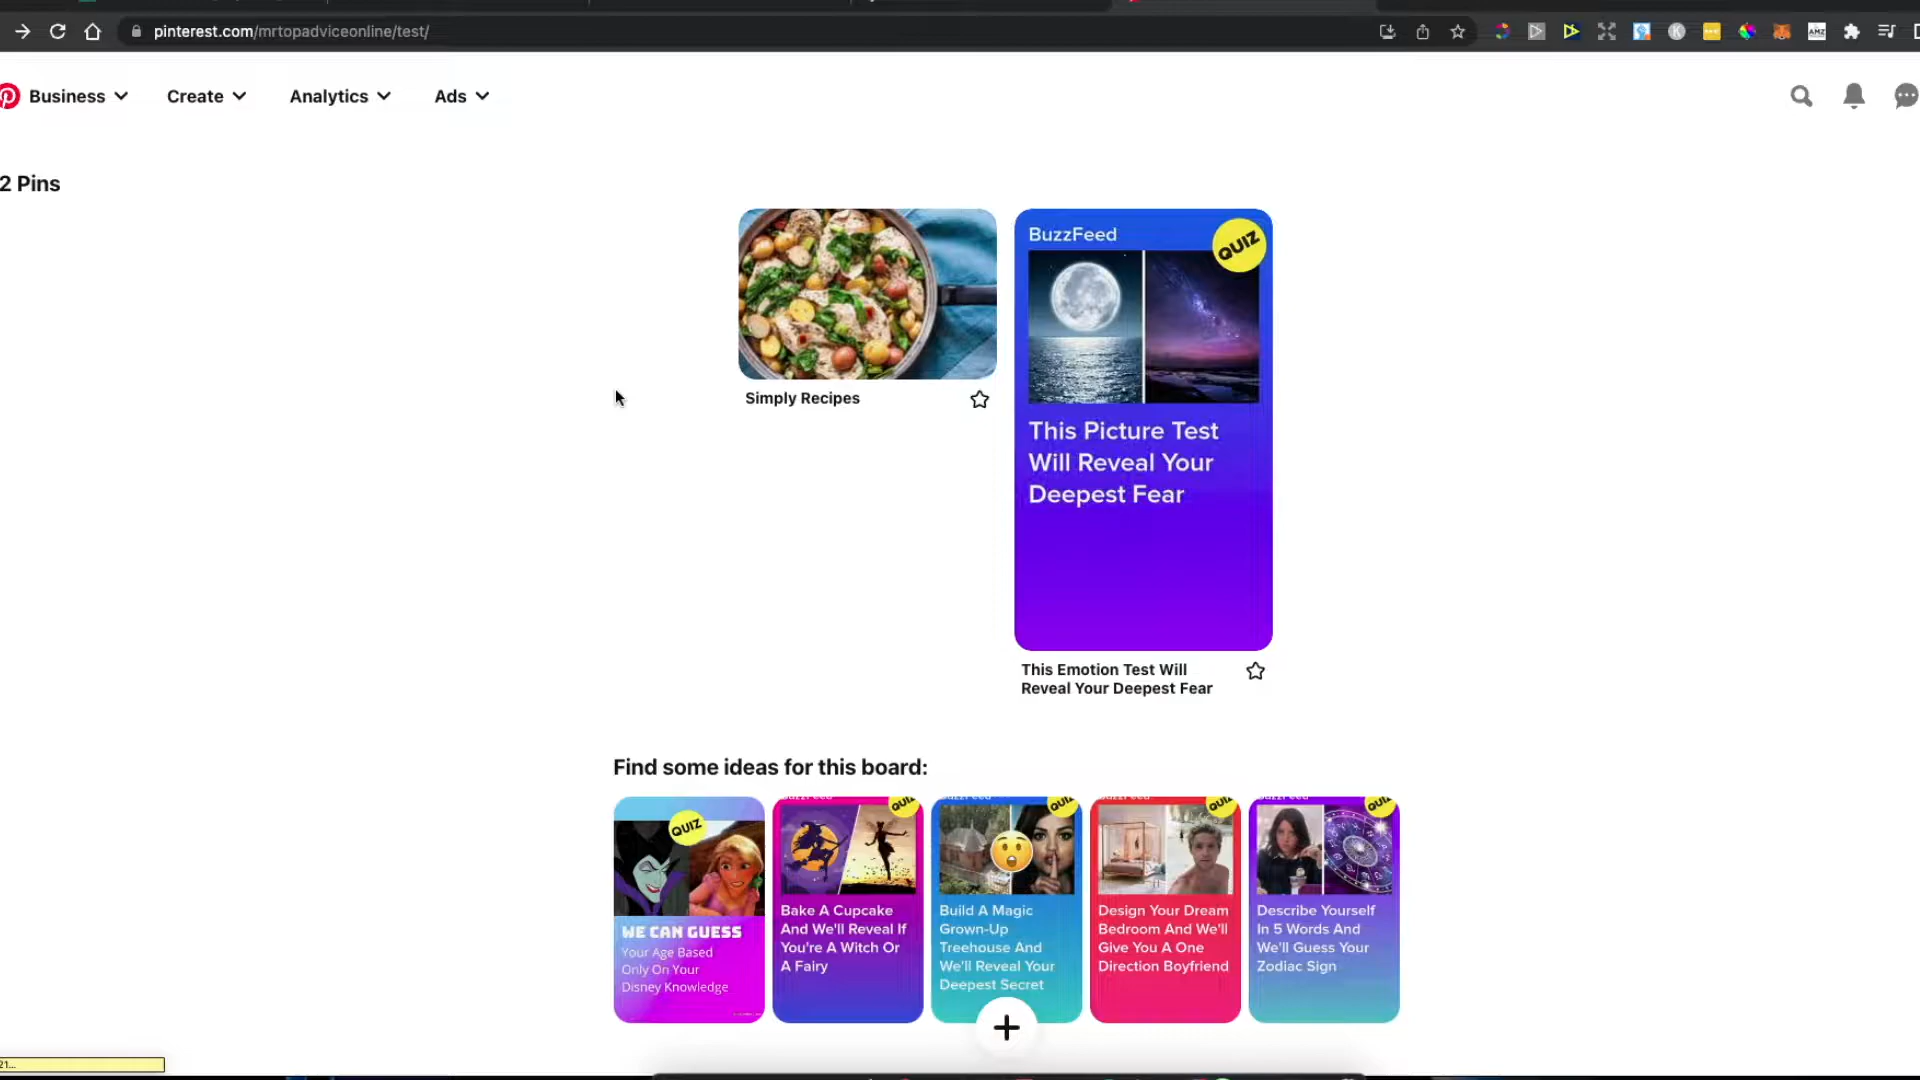 pinterest.com/mrtopadviceonline/test/
Business
Create
Analytics
Ads
2 Pins
BuzzFeed
QUIZ
This Picture Test
Will Reveal Your
Deepest Fear
Simply Recipes
This Emotion Test Will
Reveal Your Deepest Fear
Find some ideas for this board:
QUIZ
WE CAN GUESS
Your Age Based
Only On Your
Disney Knowledge
QUIZ
Bake A Cupcake
And We'll Reveal If
You're A Witch Or
A Fairy
QUIZ
Build A Magic
Grown-Up
Treehouse And
We'll Reveal Your
Deepest Secret
QUIZ
Design Your Dream
Bedroom And We'll
Give You A One
Direction Boyfriend
QUIZ
Describe Yourself
In 5 Words And
We'll Guess Your
Zodiac Sign
21...